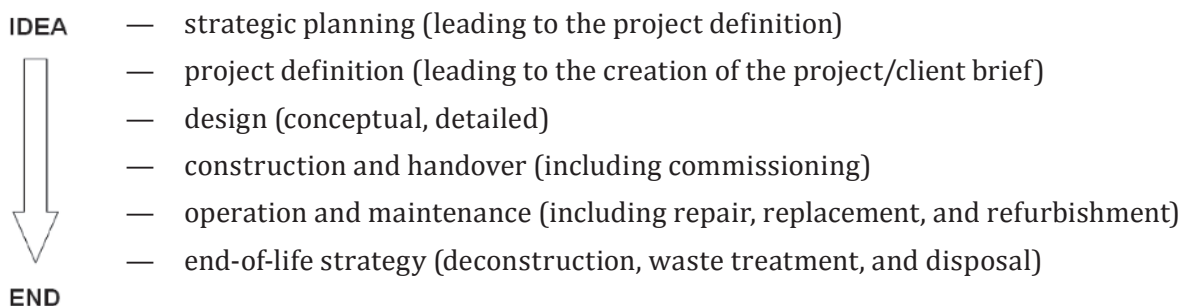 IDEA
— strategic planning (leading to the project definition)
— project definition (leading to the creation of the project/client brief)
— design (conceptual, detailed)
— construction and handover (including commissioning)
— operation and maintenance (including repair, replacement, and refurbishment)
— end-of-life strategy (deconstruction, waste treatment, and disposal)
END